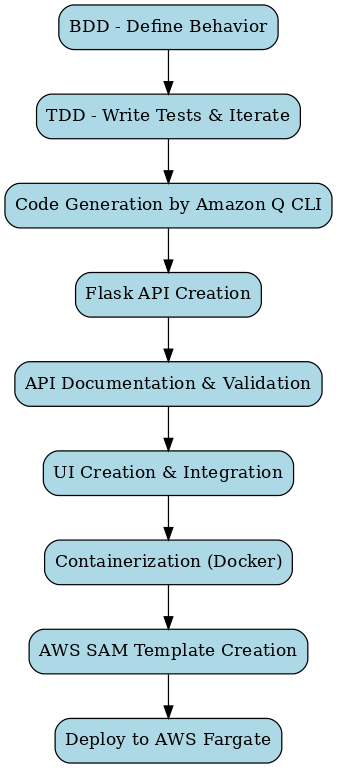 BDD - Define Behavior
TDD - Write Tests & Iterate
Code Generation by Amazon Q CLI
Flask API Creation
API Documentation & Validation
UI Creation & Integration
Containerization (Docker)
AWS SAM Template Creation
Deploy to AWS Fargate